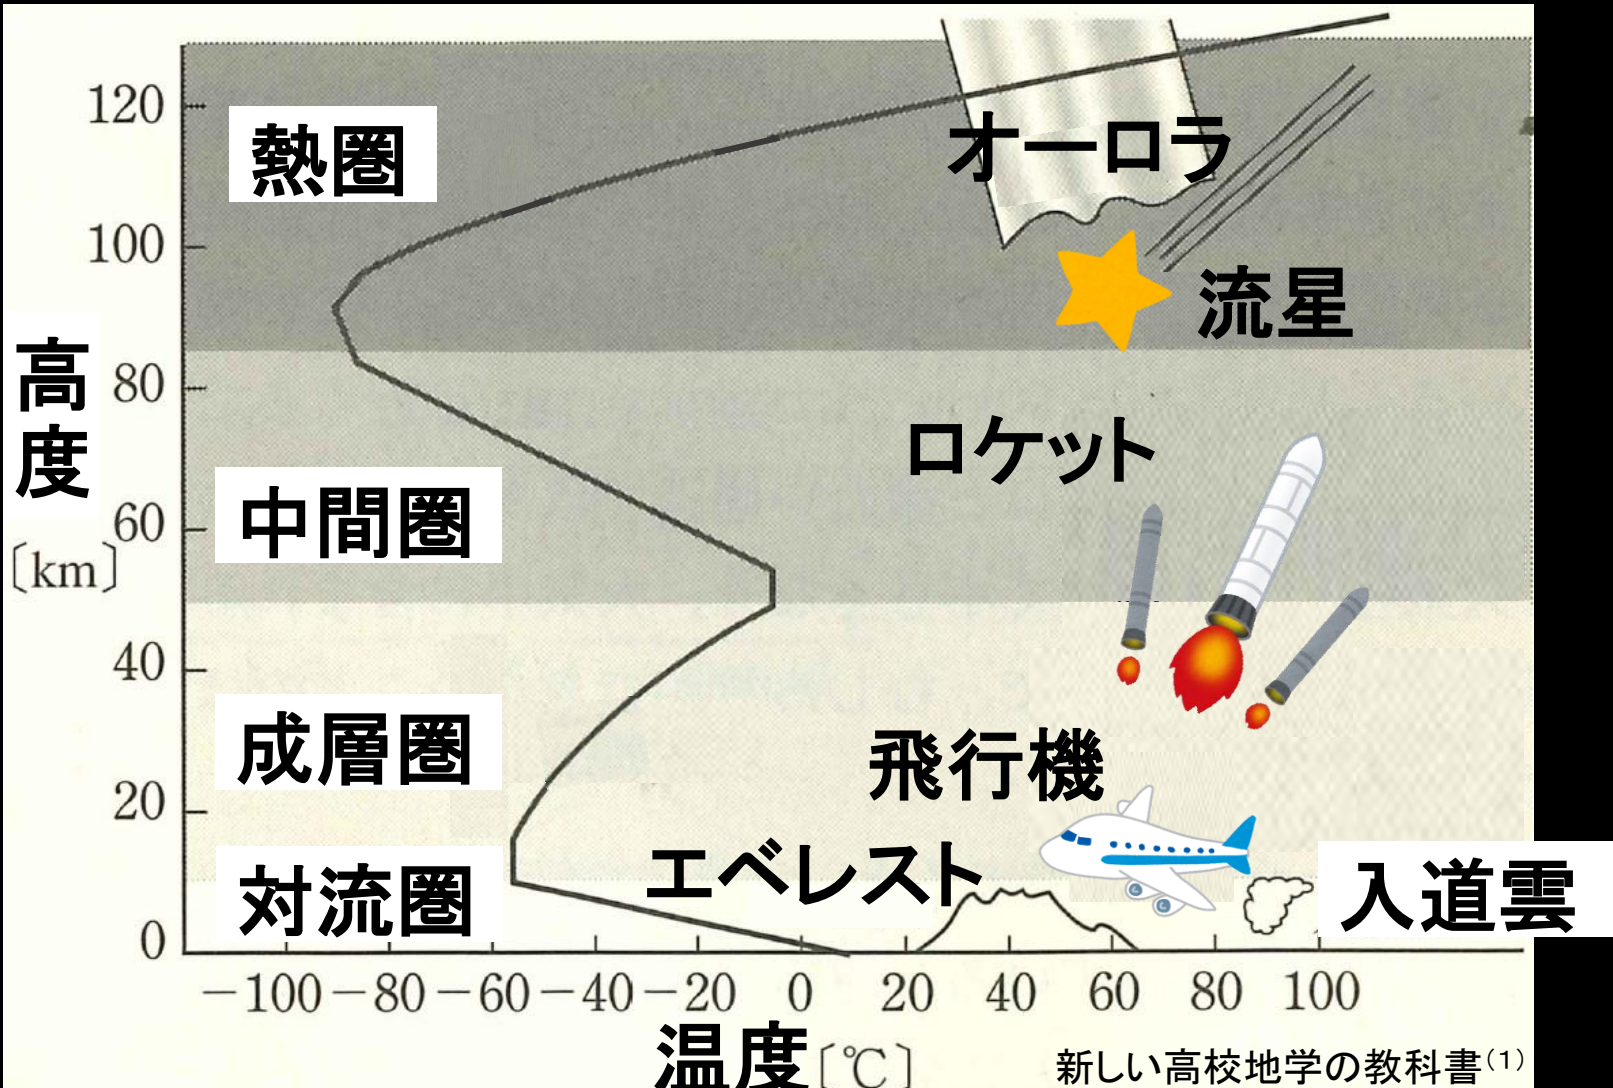 120
熱圏
オーロラ
100
流星
高度
80
ロケット
中間圏
60
〔km〕
40
成層圏
飛行機
20
エベレスト
対流圏
入道雲
0
−100 −80 −60 −40 −20 0 20 40 60 80 100
温度〔℃〕
新しい高校地学の教科書(1)